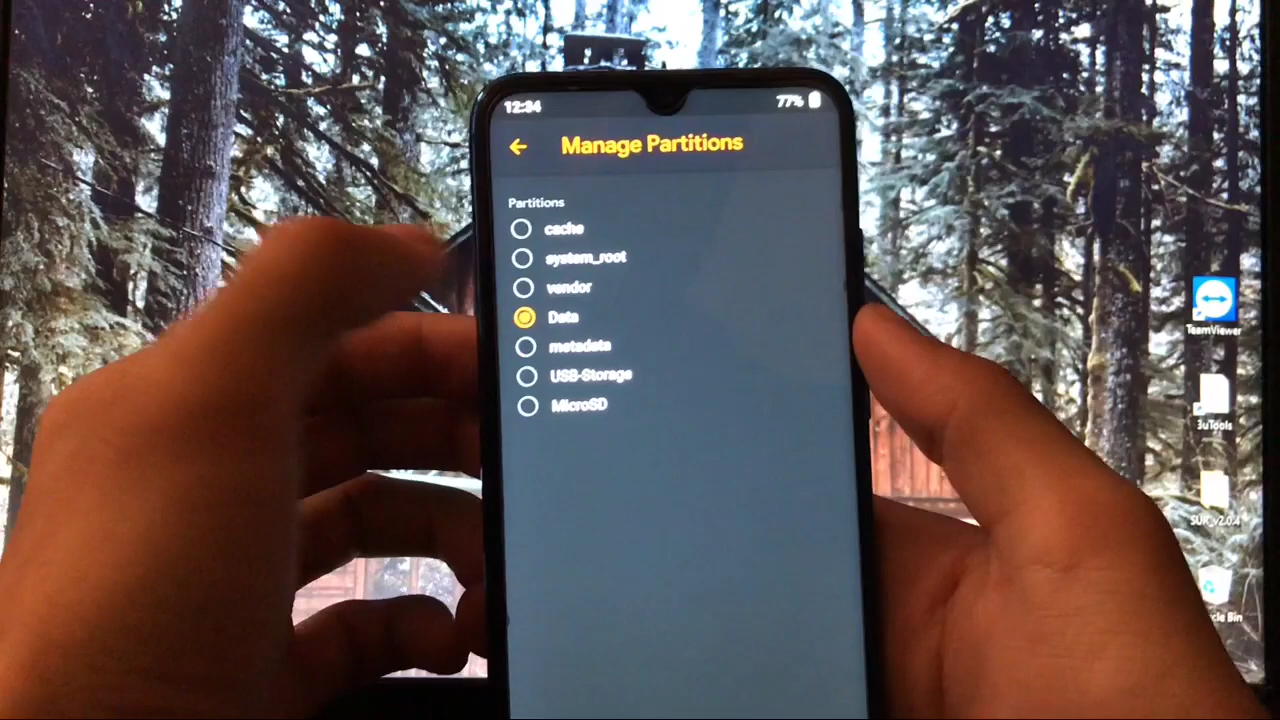 12:34
77%
Manage Partitions
Partitions
cache
system_root
vendor
Data
metadata
USB-Storage
MicroSD
TeamViewer
3uTools
SUR_v2.0.4
cle Bin